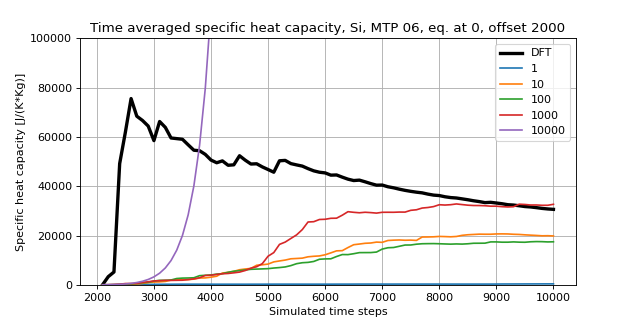 Time averaged specific heat capacity, Si, MTP 06, eq. at 0, offset 2000
Specific heat capacity [J/(K*Kg)]
100000
80000
60000
40000
20000
0
2000 3000 4000 5000 6000 7000 8000 9000 10000
Simulated time steps
DFT
1
10
100
1000
10000